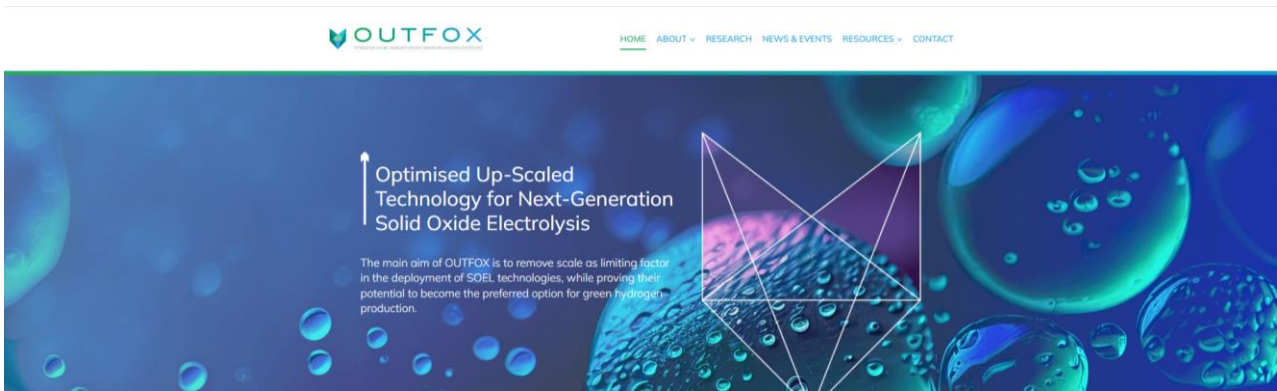 OUTFOX
HOME ABOUT RESEARCH NEWS & EVENTS RESOURCES CONTACT
Optimised Up-Scaled
Technology for Next-Generation
Solid Oxide Electrolysis
The main aim of OUTFOX is to remove scale as limiting factor
in the deployment of SOEL technologies, while proving their
potential to become the preferred option for green hydrogen
production.